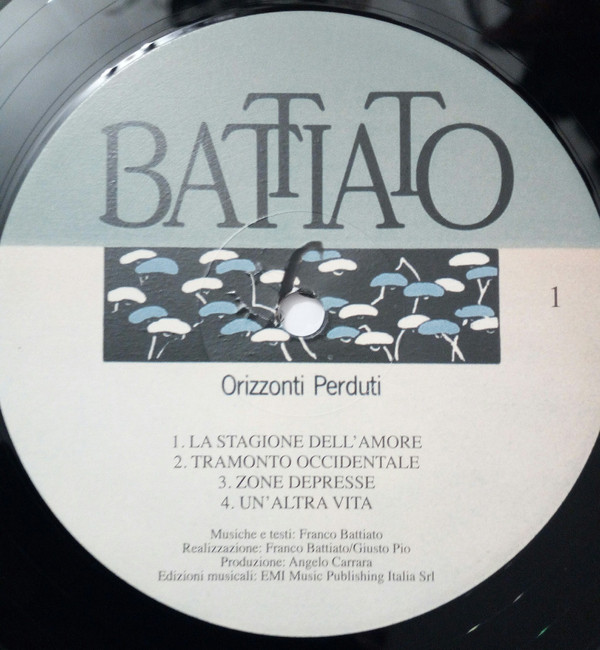 BATTIATO
1
Orizzonti Perduti
1. LA STAGIONE DELL'AMORE
2. TRAMONTO OCCIDENTALE
3. ZONE DEPRESSE
4. UN'ALTRA VITA
Musiche e testi: Franco Battiato
Realizzazione: Franco Battiato/Giusto Pio
Produzione: Angelo Carrara
Edizioni musicali: EMI Music Publishing Italia Srl